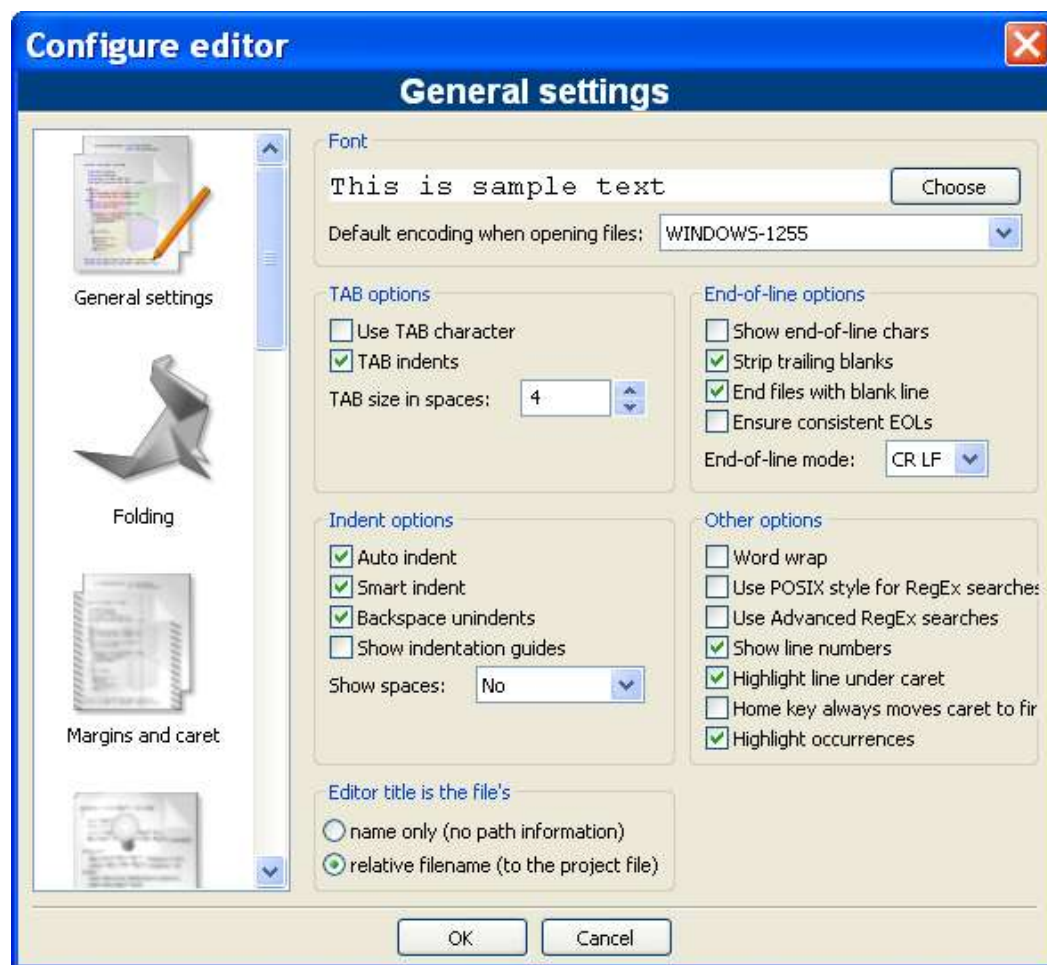 Configure editor
General settings
General settings
Folding
Margins and caret
Font
This is sample text
Choose
Default encoding when opening files: WINDOWS-1255
TAB options
Use TAB character
TAB indents
TAB size in spaces: 4
End-of-line options
Show end-of-line chars
Strip trailing blanks
End files with blank line
Ensure consistent EOLs
End-of-line mode: CR LF
Indent options
Auto indent
Smart indent
Backspace unindents
Show indentation guides
Show spaces: No
Other options
Word wrap
Use POSIX style for RegEx searches
Use Advanced RegEx searches
Show line numbers
Highlight line under caret
Home key always moves caret to fir
Highlight occurrences
Editor title is the file's
name only (no path information)
relative filename (to the project file)
OK
Cancel